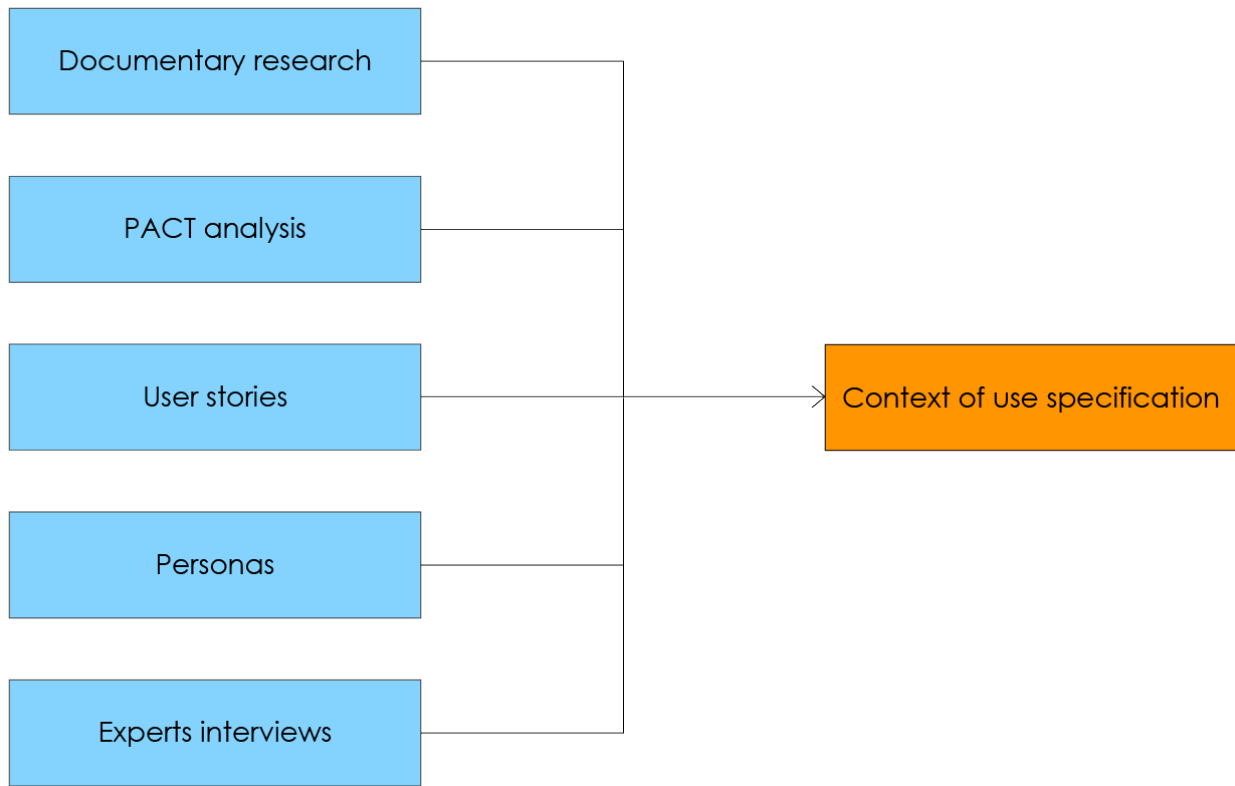 Documentary research
PACT analysis
User stories
Context of use specification
Personas
Experts interviews